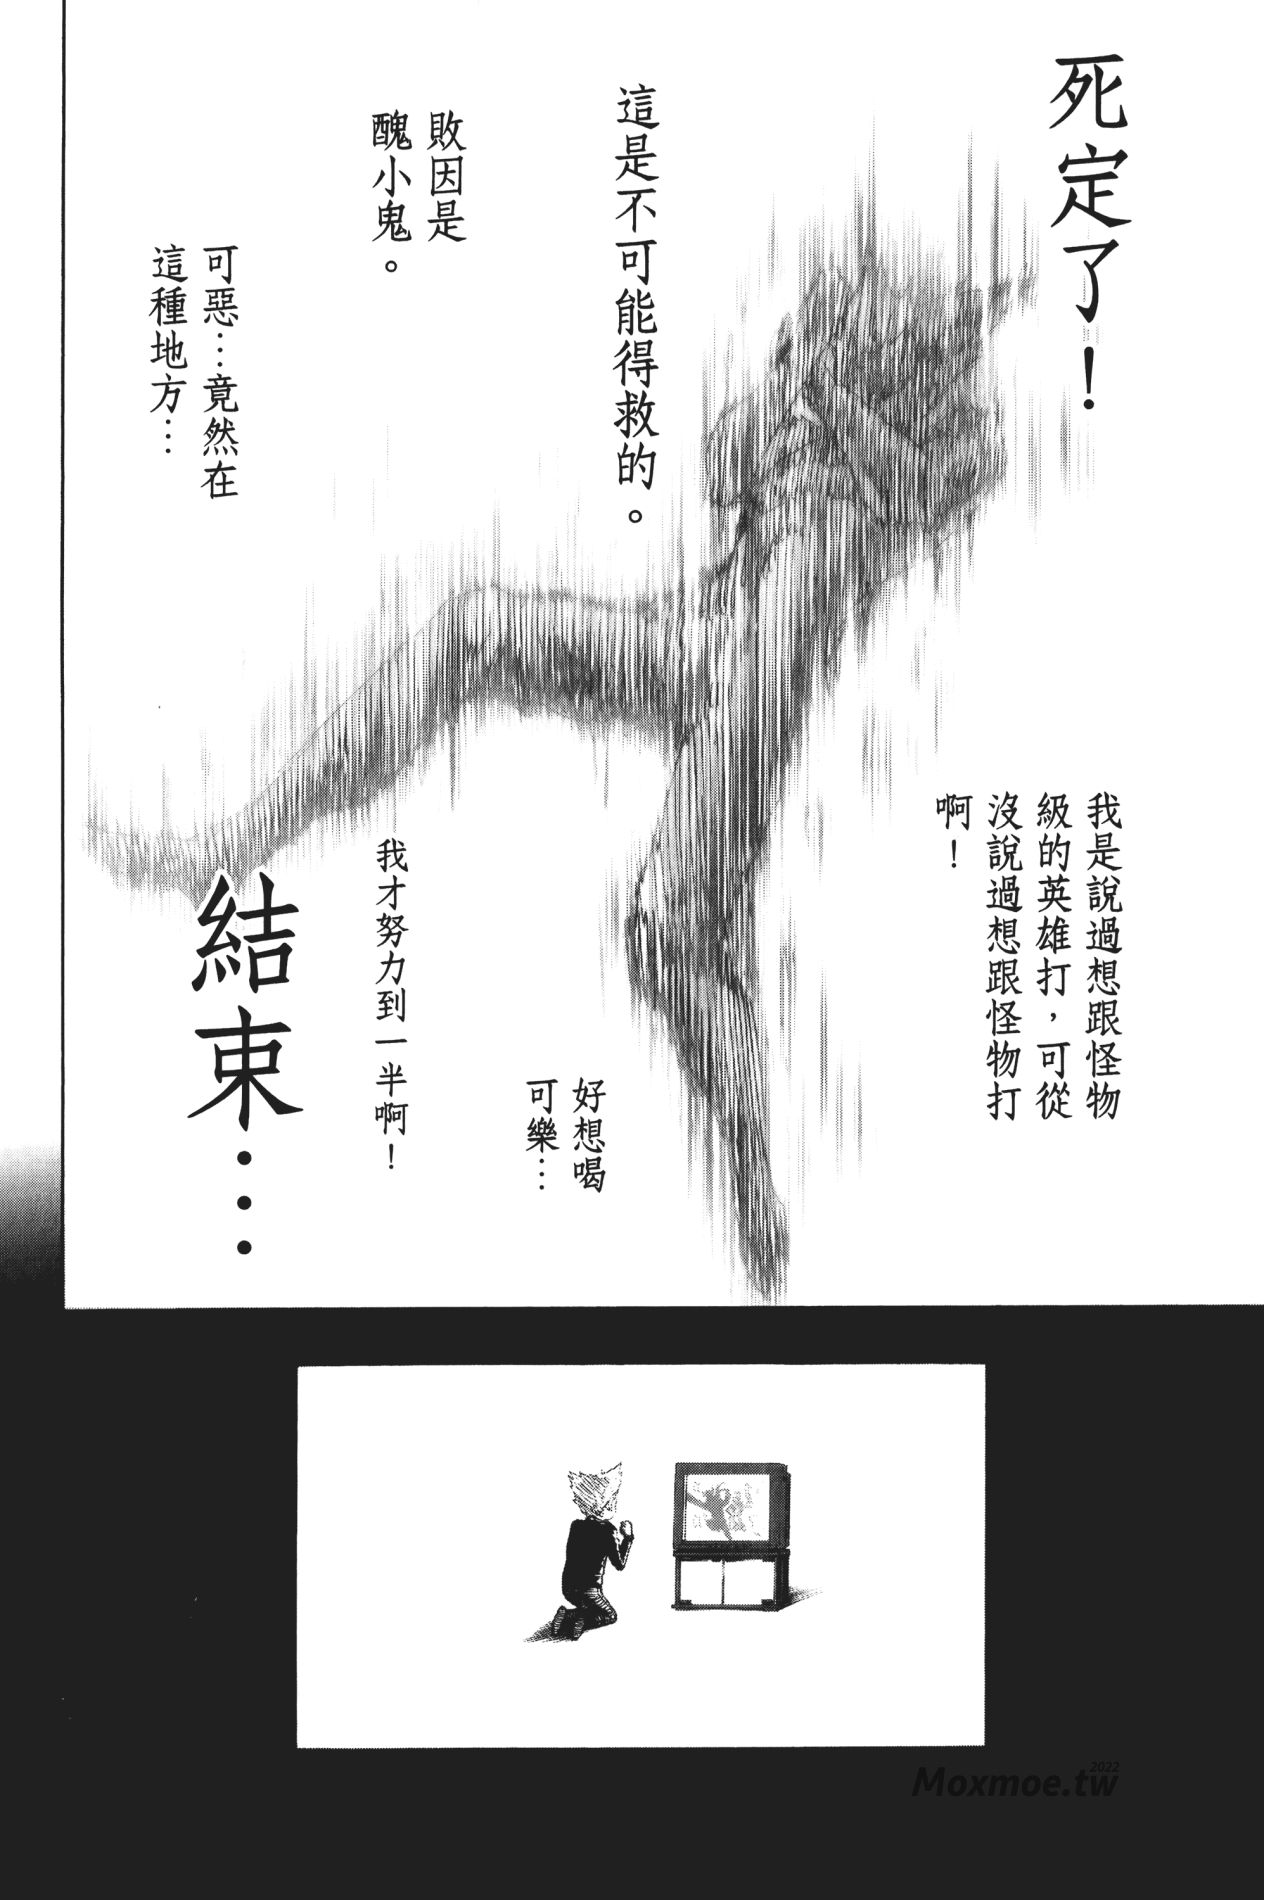 死定了！
我是說過想跟怪物
級的英雄打，可從
沒說過想跟怪物打
啊！
這是不可能得救的。
好想喝
可樂…
敗因是
醜小鬼。
我才努力到一半啊！
可惡…竟然在
這種地方…
結束…
Moxmoe.tw
2022